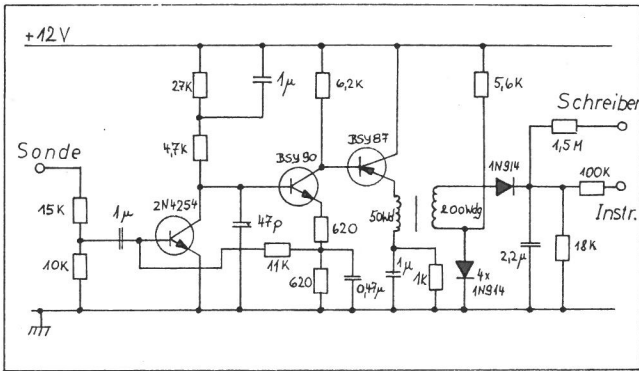 +12V
27K
1µ
6,2K
5,6K
4,7K
BSY87
Schreiber
Sonde
BSY90
1N914
1,5M
15K
1µ
2N4254
47p
620
50Wd
200Wdg
100K
Instr.
10K
11K
620
0,47µ
1µ
1K
4x
1N914
2,2µ
18K